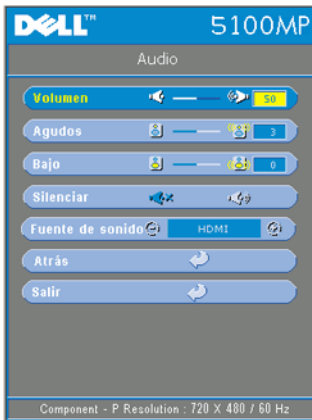 DELL™ 5100MP
Audio
Volumen 50
Agudos 3
Bajo 0
Silenciar
Fuente de sonido HDMI
Atrás
Salir
Component - P Resolution : 720 X 480 / 60 Hz